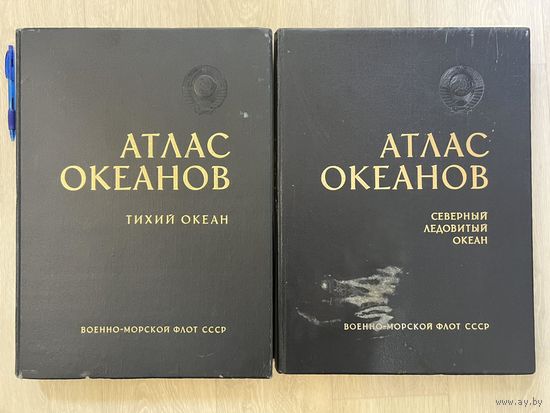 АТЛАС
ОКЕАНОВ
ТИХИЙ ОКЕАН
ВОЕННО-МОРСКОЙ ФЛОТ СССР
АТЛАС
ОКЕАНОВ
СЕВЕРНЫЙ
ЛЕДОВИТЫЙ
ОКЕАН
ВОЕННО-МОРСКОЙ ФЛОТ СССР
www.ay.by